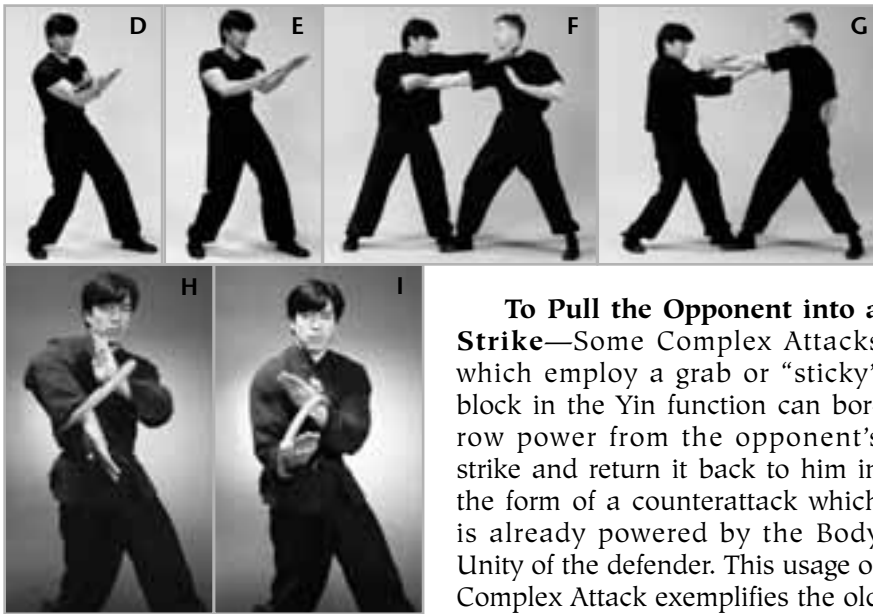 D
E
F
G
H
I
To Pull the Opponent into a
Strike—Some Complex Attacks
which employ a grab or “sticky”
block in the Yin function can bor-
row power from the opponent’s
strike and return it back to him in
the form of a counterattack which
is already powered by the Body
Unity of the defender. This usage of
Complex Attack exemplifies the old